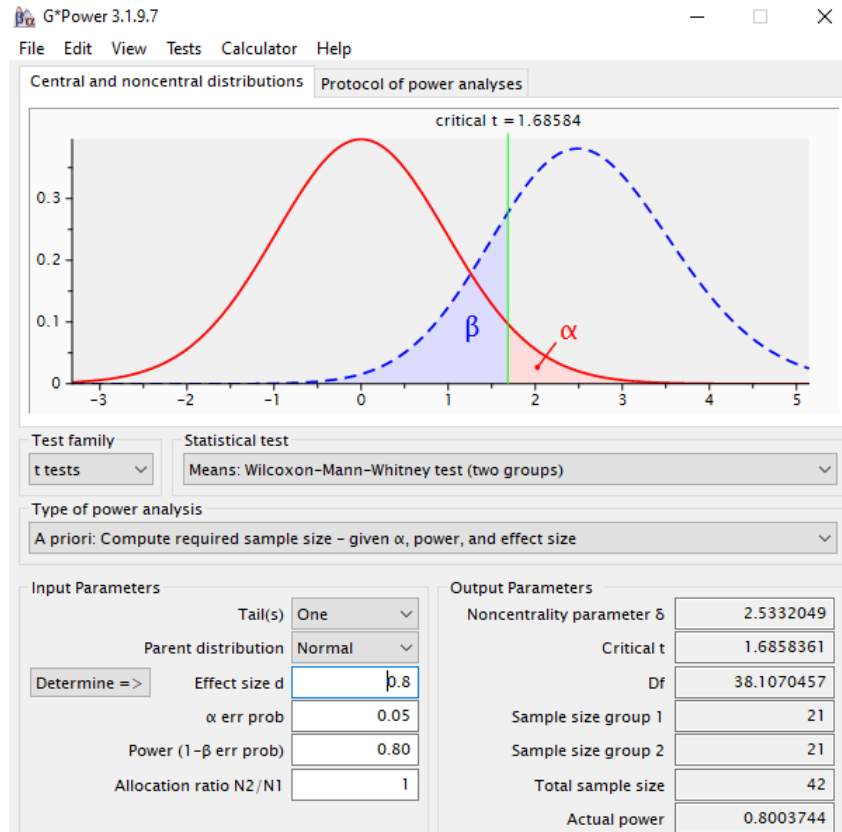 G*Power 3.1.9.7
File Edit View Tests Calculator Help
Central and noncentral distributions Protocol of power analyses
critical t = 1.68584
0.3
0.2
0.1
0
β
α
-3 -2 -1 0 1 2 3 4 5
Test family Statistical test
t tests Means: Wilcoxon-Mann-Whitney test (two groups)
Type of power analysis
A priori: Compute required sample size - given α, power, and effect size
Input Parameters Output Parameters
Tail(s) One Noncentrality parameter δ 2.5332049
Parent distribution Normal Critical t 1.6858361
Determine => Effect size d 0.8 Df 38.1070457
α err prob 0.05 Sample size group 1 21
Power (1-β err prob) 0.80 Sample size group 2 21
Allocation ratio N2/N1 1 Total sample size 42
Actual power 0.8003744